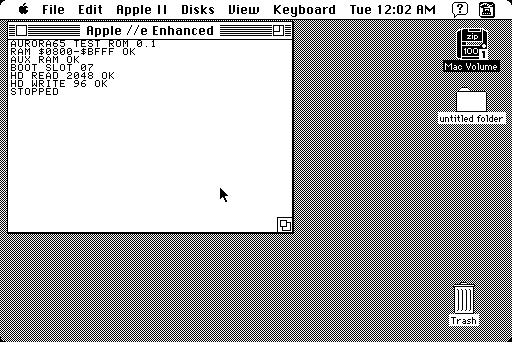 File Edit Apple II Disks View Keyboard Tue 12:02 AM
Apple //e Enhanced
AURORA65 TEST ROM 0.1
RAM $0800-$BFFF OK
AUX RAM OK
BOOT SLOT 07
HD READ 2048 OK
HD WRITE 96 OK
STOPPED
zip
100
Mac Volume
untitled folder
Trash